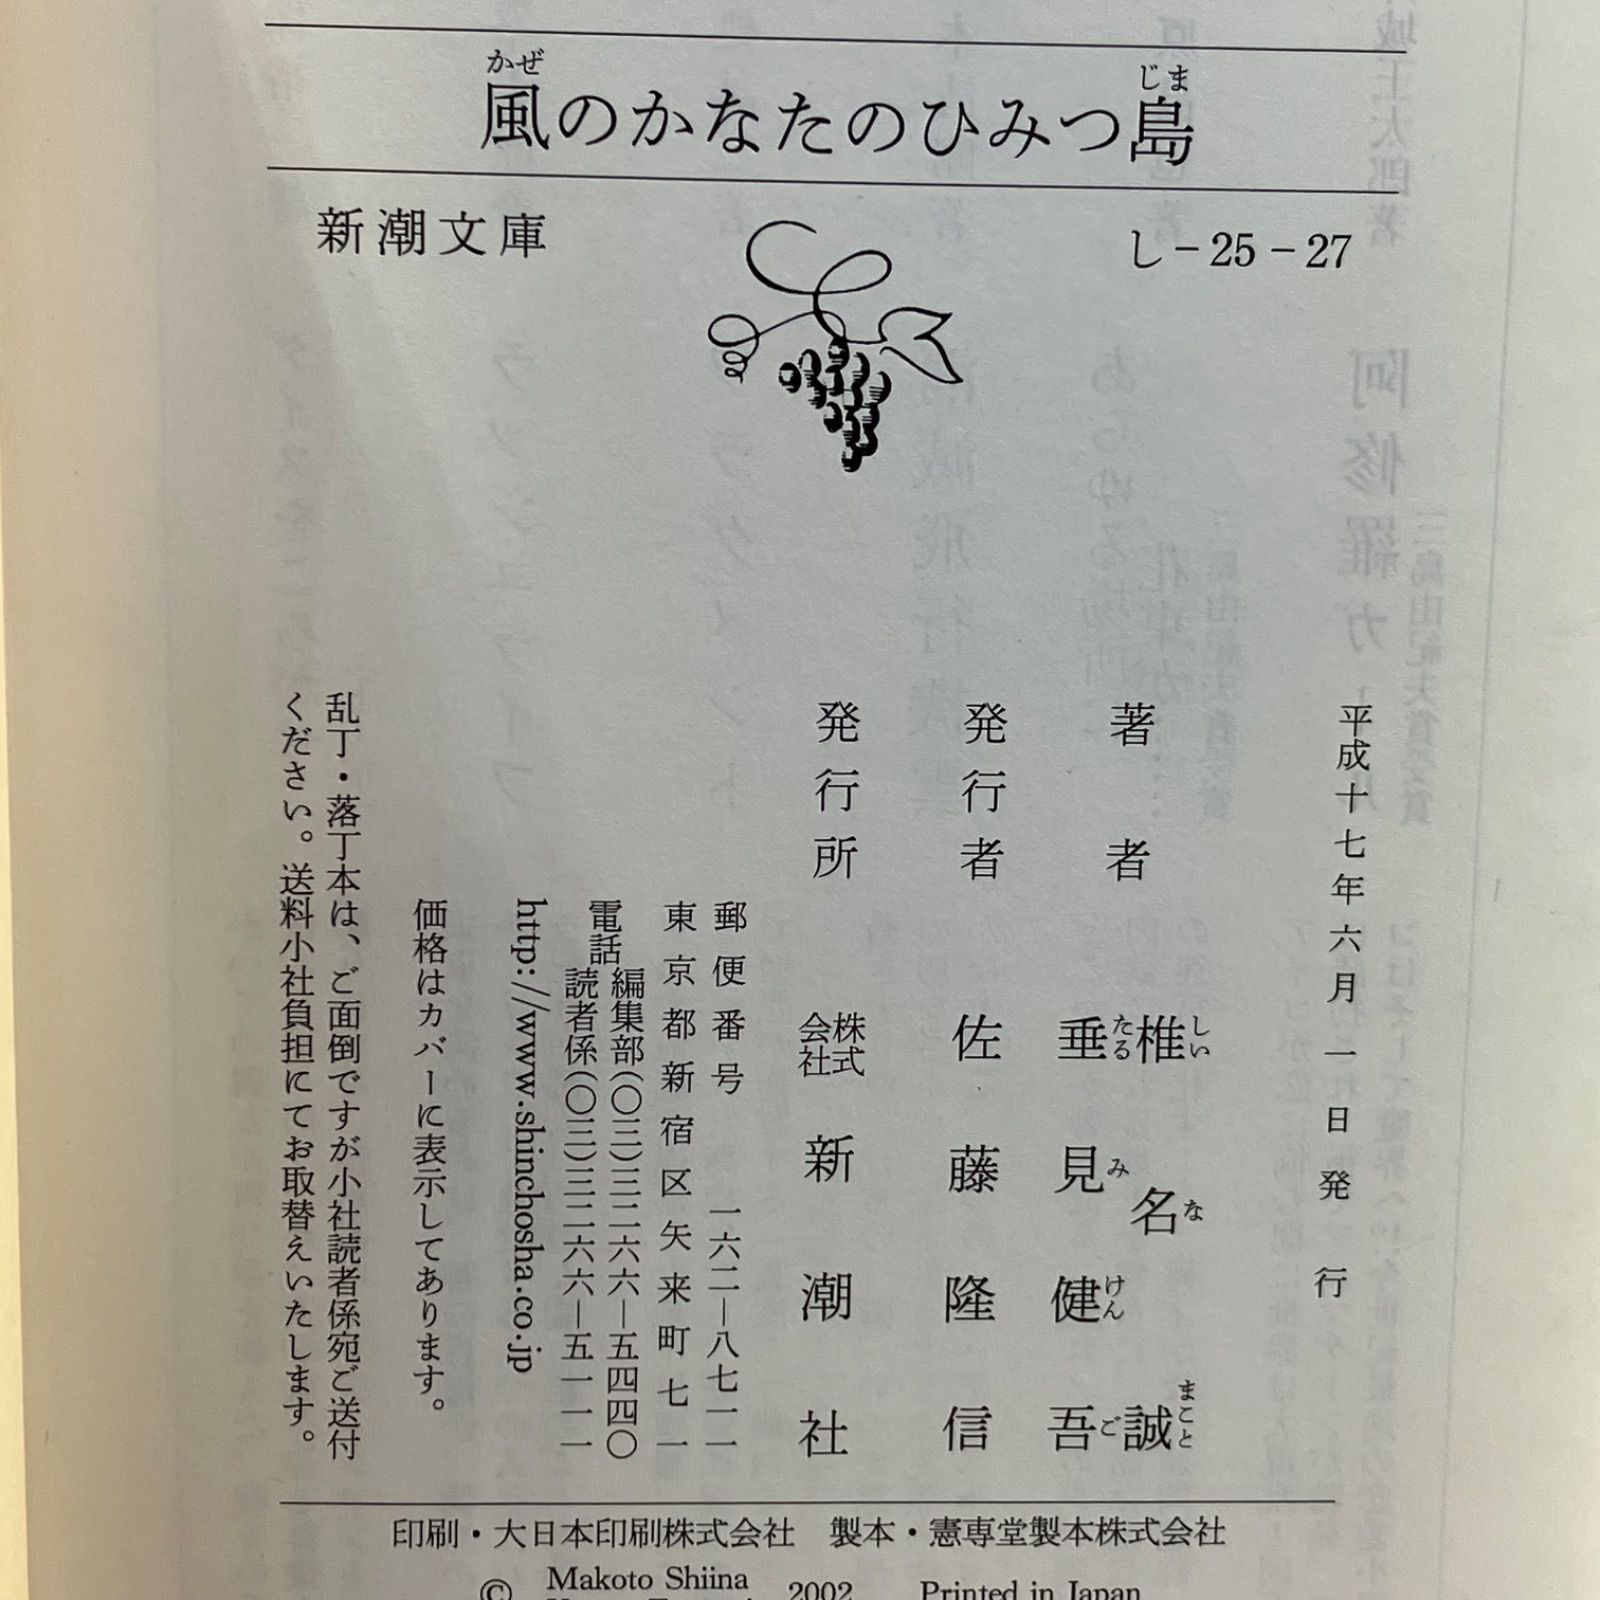 かぜ じま
風のかなたのひみつ島
新潮文庫 し-25-27
平成十七年六月一日発行
著者 椎名誠
しい な まこと
垂見健吾
たる み けん ご
発行者 佐藤隆信
発行所 株式会社 新潮社
郵便番号 一六二―八七一一
東京都新宿区矢来町七一
電話 編集部(〇三)三二六六―五四四〇
読者係(〇三)三二六六―五一一一
http://www.shinchosha.co.jp
価格はカバーに表示してあります。
乱丁・落丁本は、ご面倒ですが小社読者係宛ご送付
ください。送料小社負担にてお取替えいたします。
印刷・大日本印刷株式会社 製本・憲専堂製本株式会社
© Makoto Shiina 2002 Printed in Japan